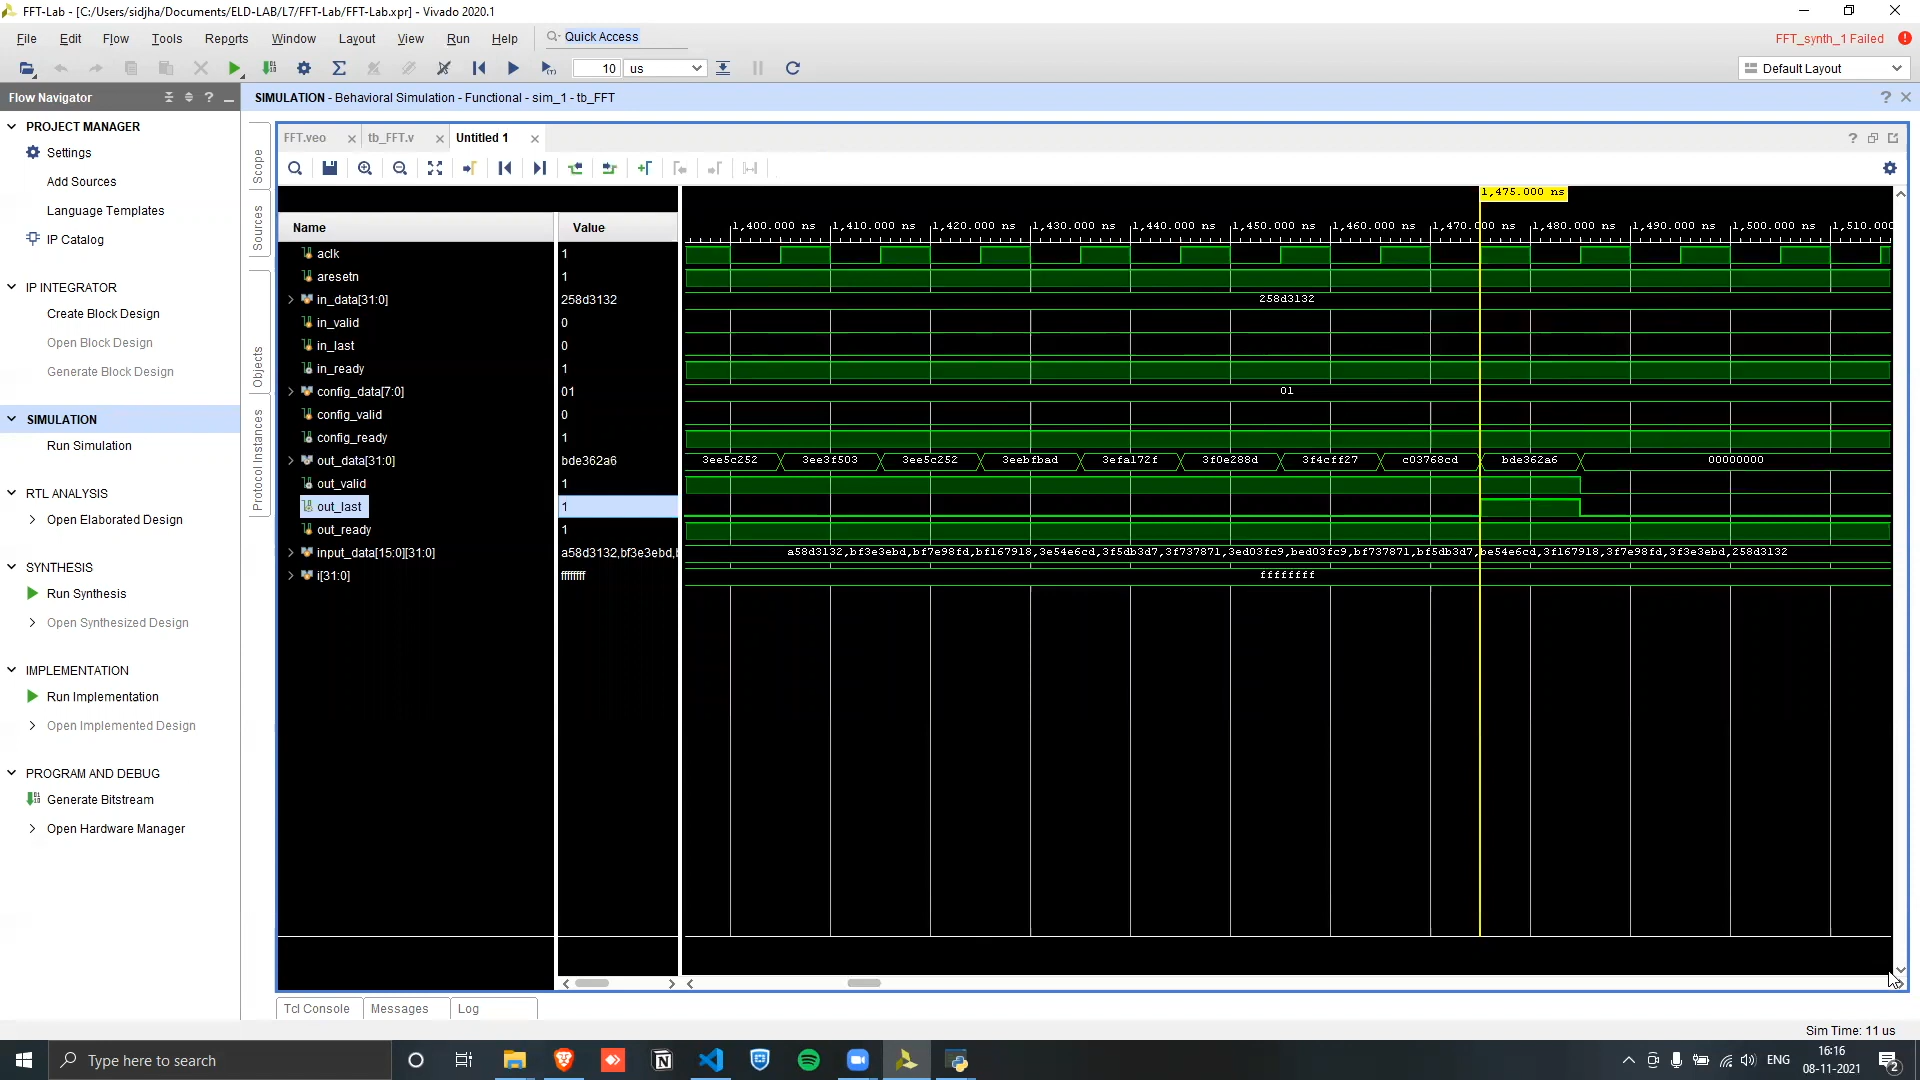 FFT-Lab - [C:/Users/sidjha/Documents/ELD-LAB/L7/FFT-Lab/FFT-Lab.xpr] - Vivado 2020.1
File Edit Flow Tools Reports Window Layout View Run Help Quick Access
FFT_synth_1 Failed
10 us
Default Layout
Flow Navigator
SIMULATION - Behavioral Simulation - Functional - sim_1 - tb_FFT
PROJECT MANAGER
Settings
Add Sources
Language Templates
IP Catalog
IP INTEGRATOR
Create Block Design
Open Block Design
Generate Block Design
SIMULATION
Run Simulation
RTL ANALYSIS
Open Elaborated Design
SYNTHESIS
Run Synthesis
Open Synthesized Design
IMPLEMENTATION
Run Implementation
Open Implemented Design
PROGRAM AND DEBUG
Generate Bitstream
Open Hardware Manager
Scope
Sources
Objects
Protocol Instances
FFT.veo tb_FFT.v Untitled 1
1,475.000 ns
Name Value
1,400.000 ns 1,410.000 ns 1,420.000 ns 1,430.000 ns 1,440.000 ns 1,450.000 ns 1,460.000 ns 1,470.000 ns 1,480.000 ns 1,490.000 ns 1,500.000 ns 1,510.000
aclk 1
aresetn 1
in_data[31:0] 258d3132 258d3132
in_valid 0
in_last 0
in_ready 1
config_data[7:0] 01 01
config_valid 0
config_ready 1
out_data[31:0] bde362a6 3ee5c252 3ee3f503 3ee5c252 3eebfbad 3efa172f 3f0e288d 3f4cff27 c03768cd bde362a6 00000000
out_valid 1
out_last 1
out_ready 1
input_data[15:0][31:0] a58d3132,bf3e3ebd,b a58d3132,bf3e3ebd,bf7e98fd,bf167918,3e54e6cd,3f5db3d7,3f737871,3ed03fc9,bed03fc9,bf737871,bf5db3d7,be54e6cd,3f167918,3f7e98fd,3f3e3ebd,258d3132
i[31:0] ffffffff ffffffff
Tcl Console Messages Log
Sim Time: 11 us
Type here to search
ENG
16:16
08-11-2021
2